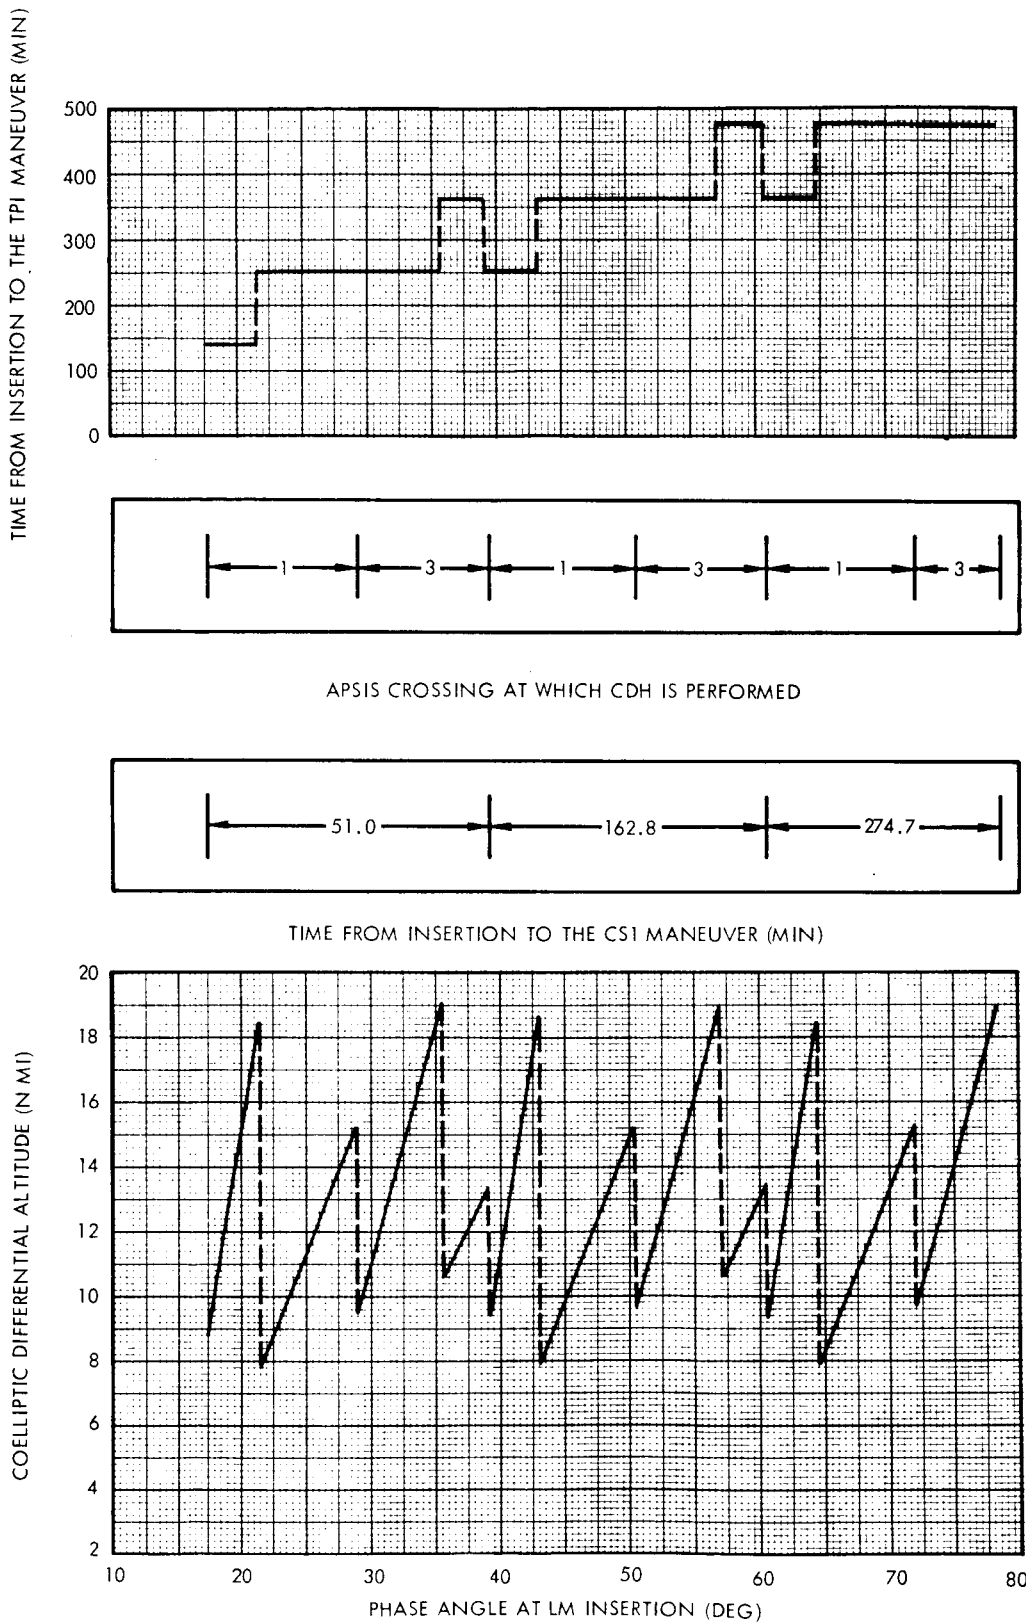 TIME FROM INSERTION TO THE TPI MANEUVER (MIN)
500
400
300
200
100
0
1 3 1 3 1 3
APSIS CROSSING AT WHICH CDH IS PERFORMED
51.0 162.8 274.7
TIME FROM INSERTION TO THE CS1 MANEUVER (MIN)
COELLIPTIC DIFFERENTIAL ALTITUDE (N MI)
20
18
16
14
12
10
8
6
4
2
10 20 30 40 50 60 70 80
PHASE ANGLE AT LM INSERTION (DEG)